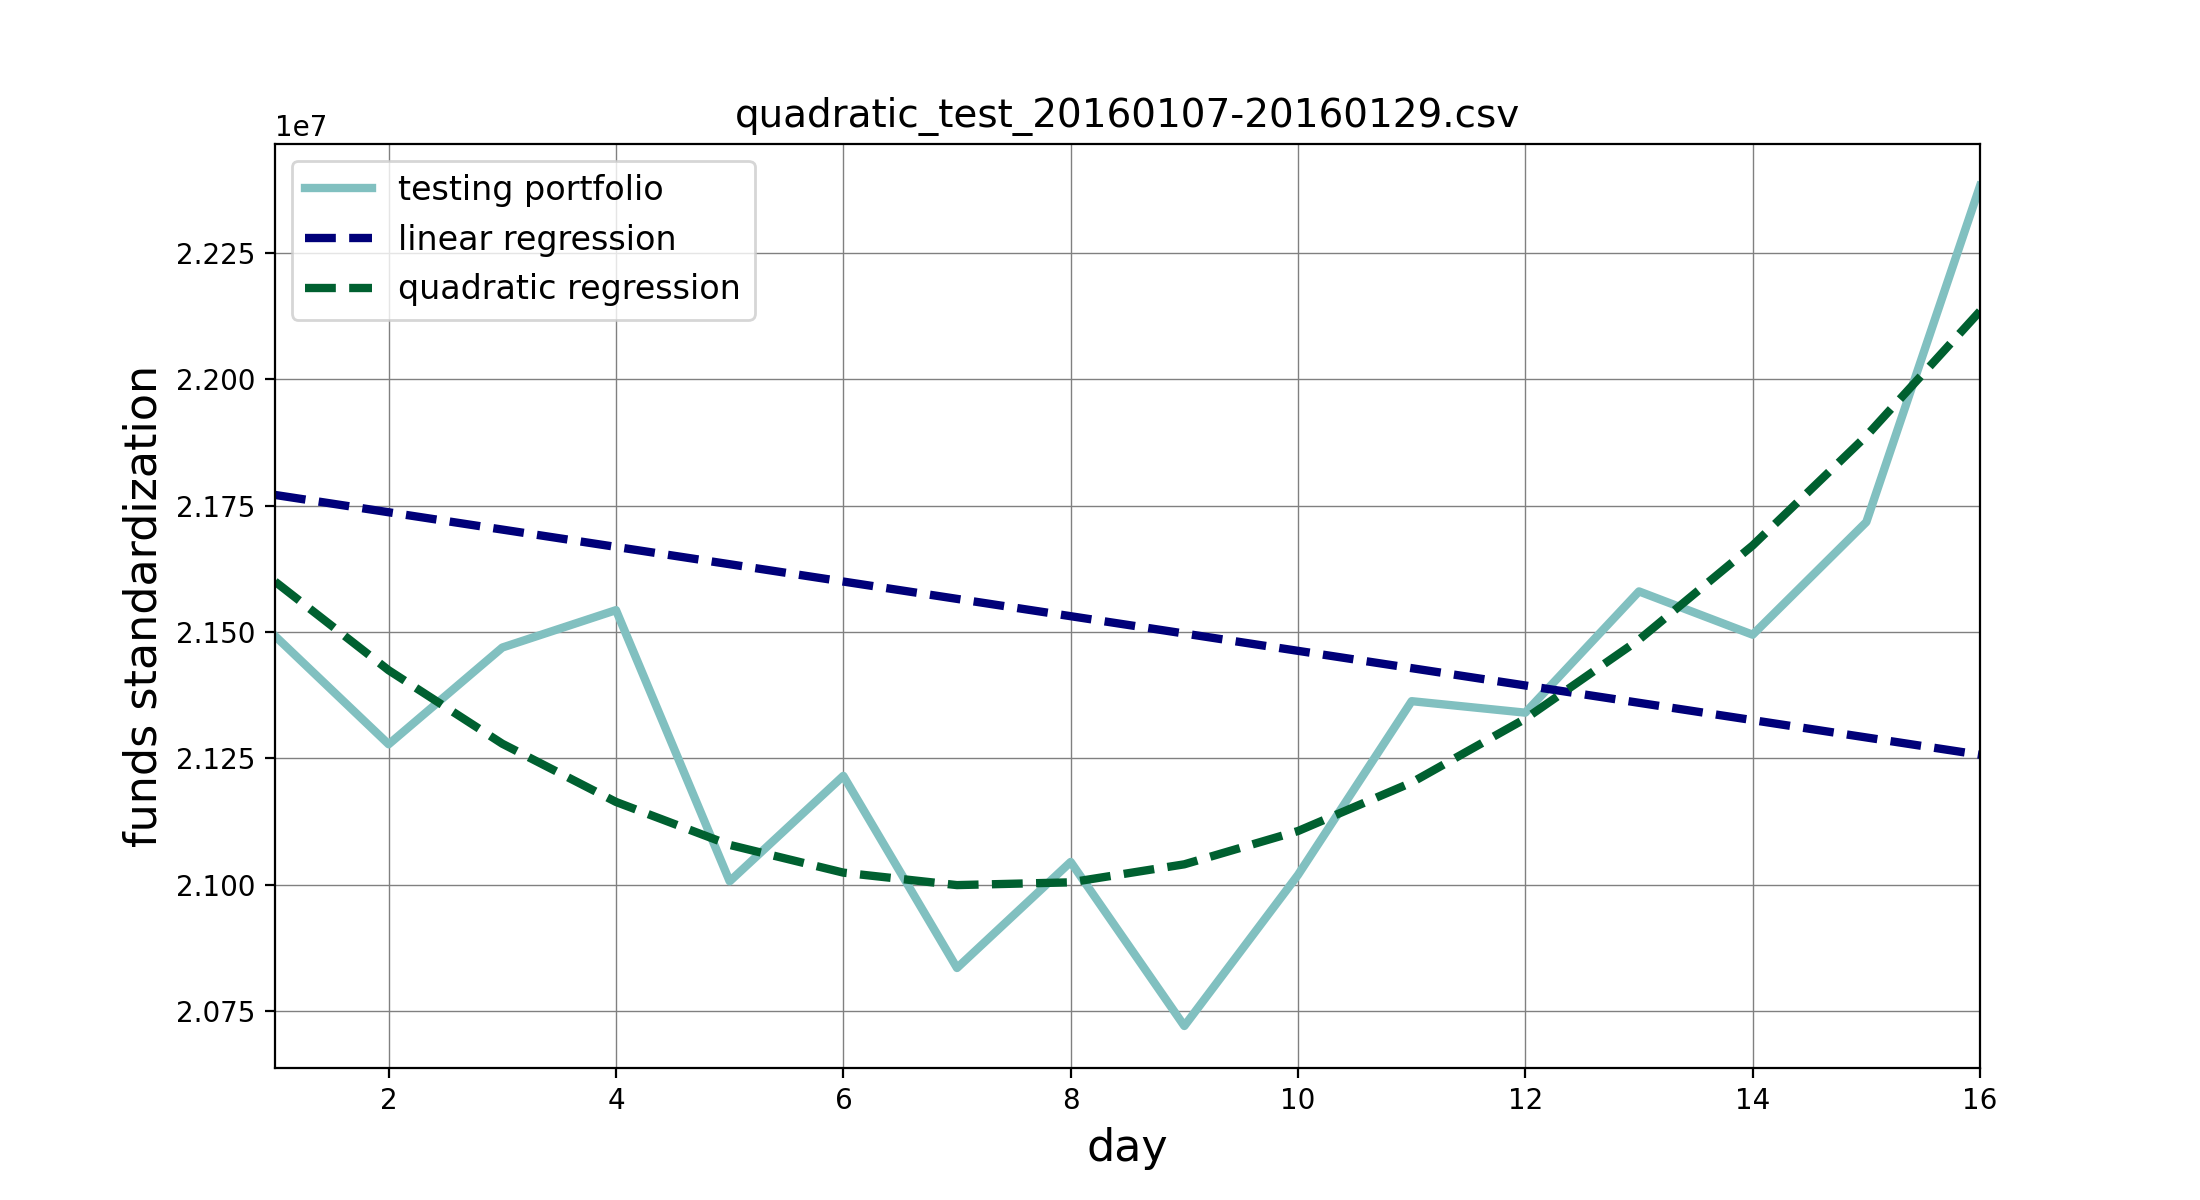 quadratic_test_20160107-20160129.csv
1e7
testing portfolio
linear regression
quadratic regression
funds standardization
2.225
2.200
2.175
2.150
2.125
2.100
2.075
2 4 6 8 10 12 14 16
day